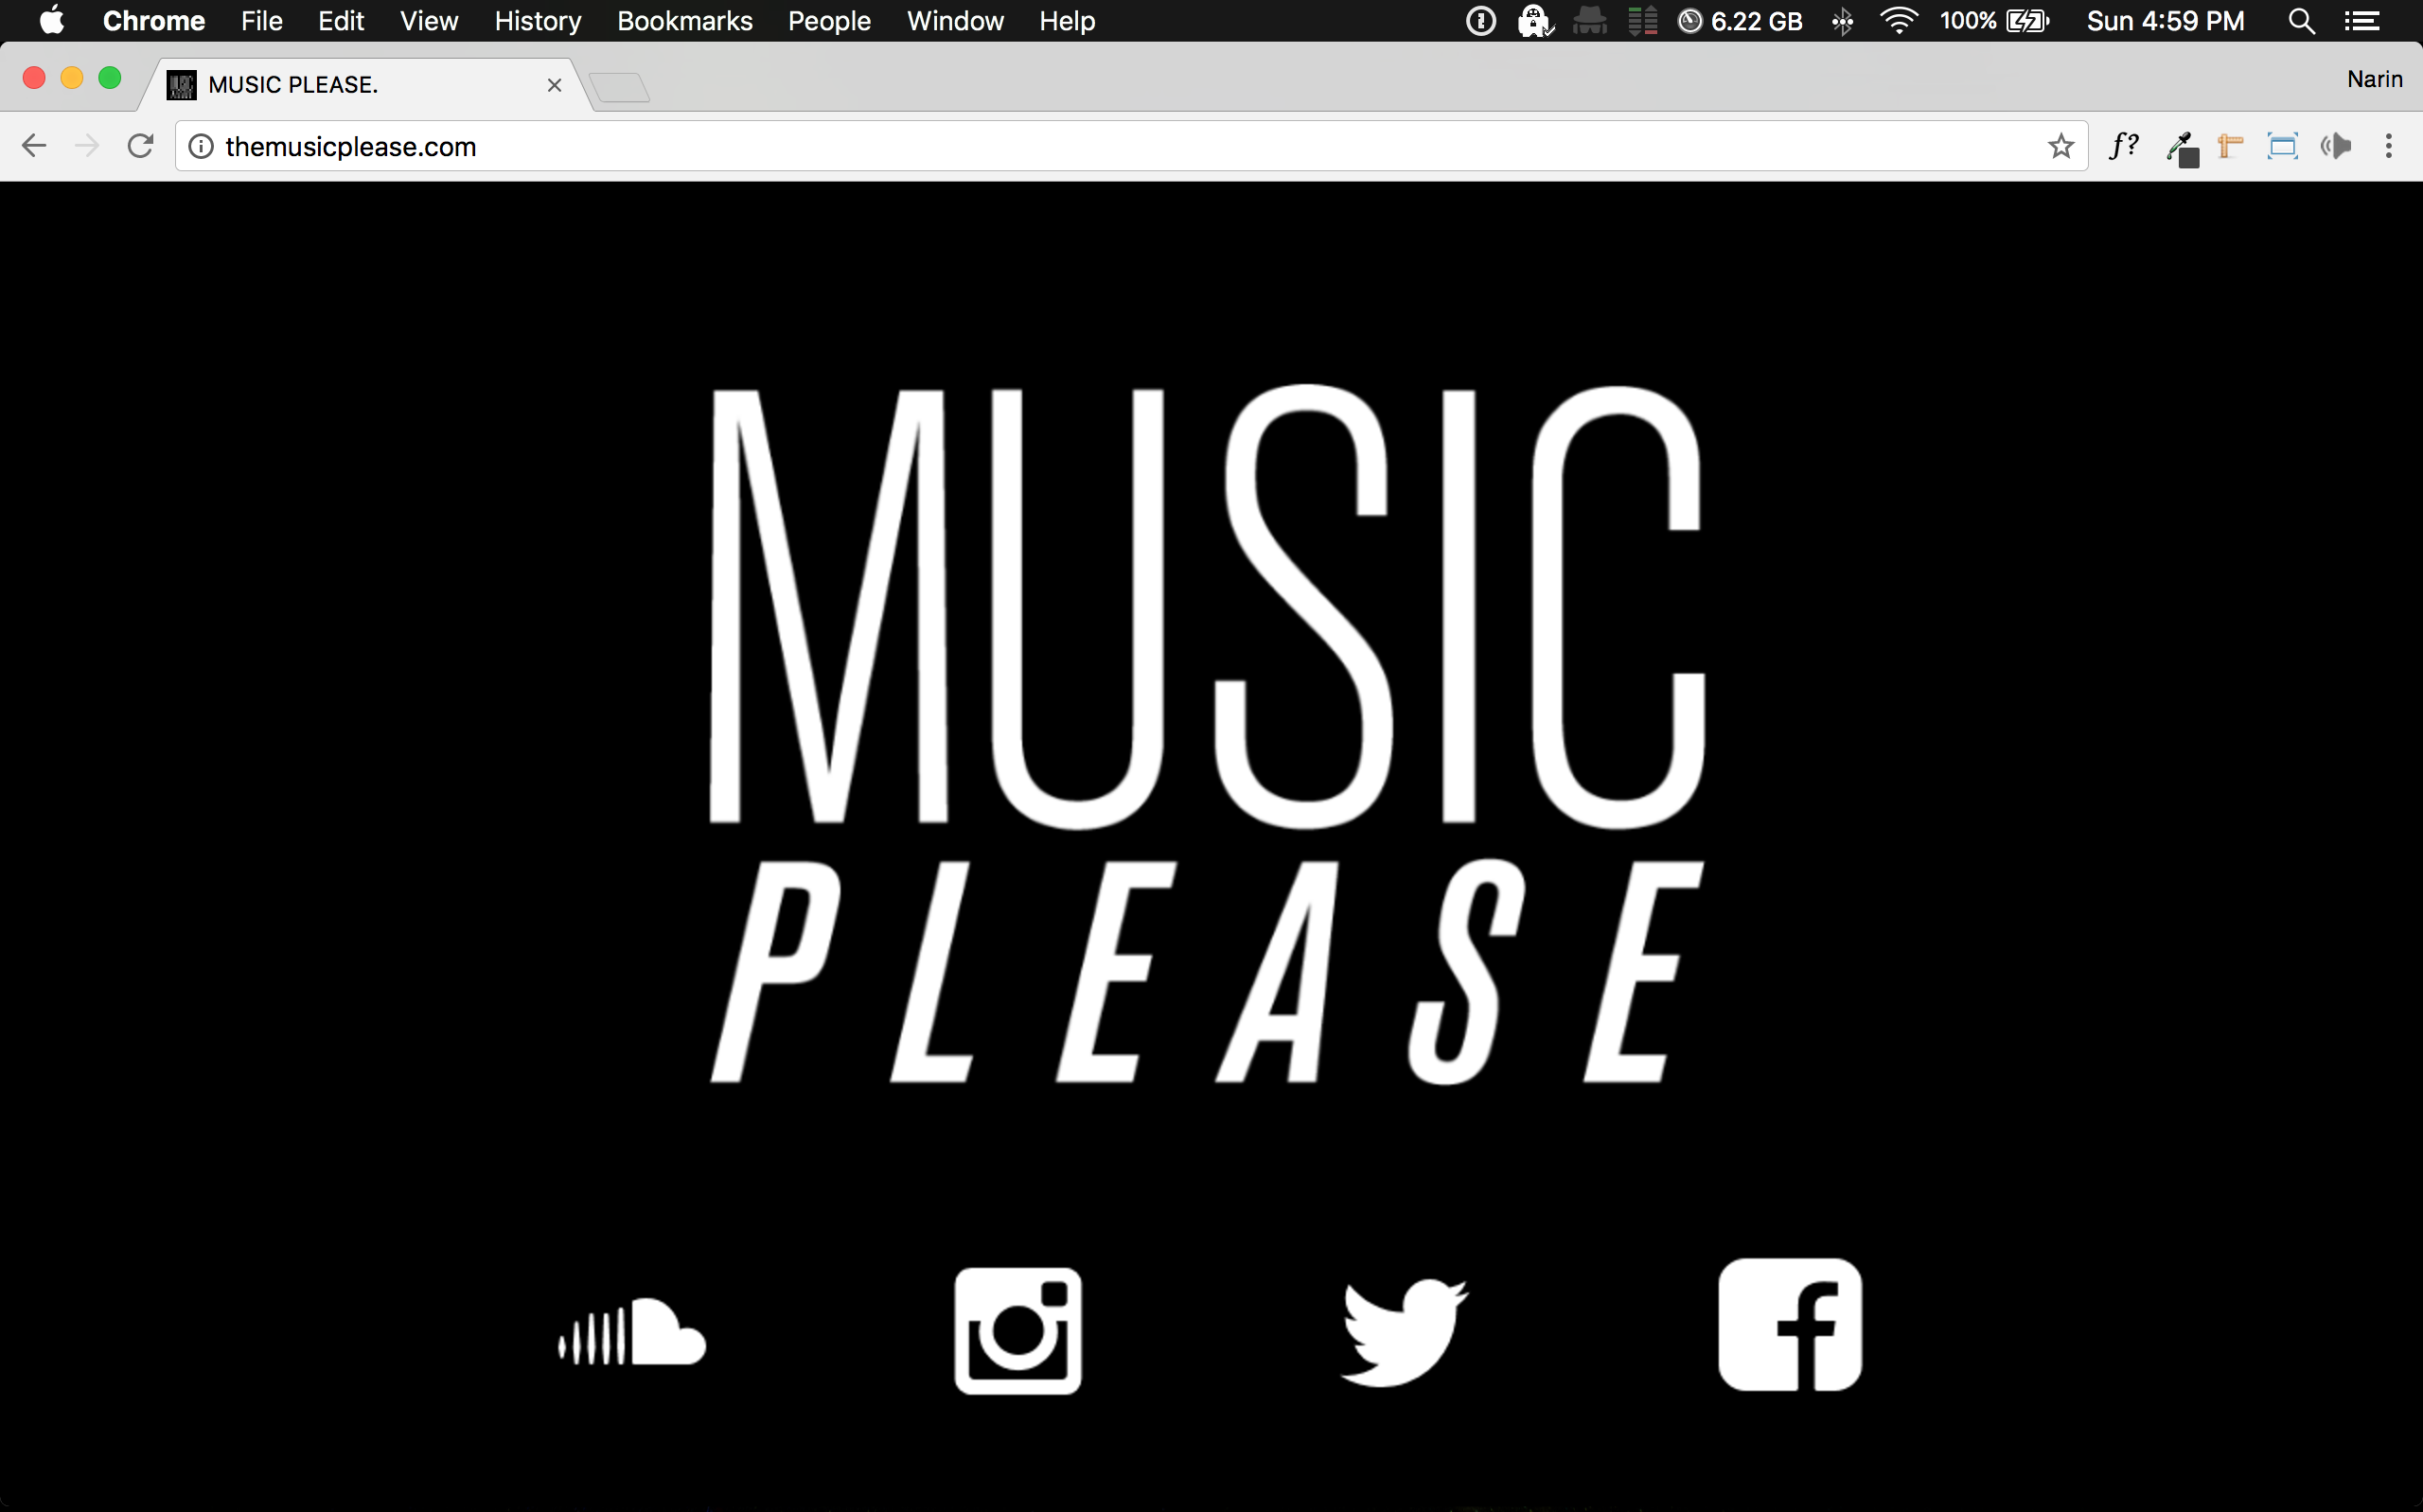 Chrome File Edit View History Bookmarks People Window Help 6.22 GB 100% Sun 4:59 PM
MUSIC PLEASE. Narin
themusicplease.com f?
MUSIC
PLEASE